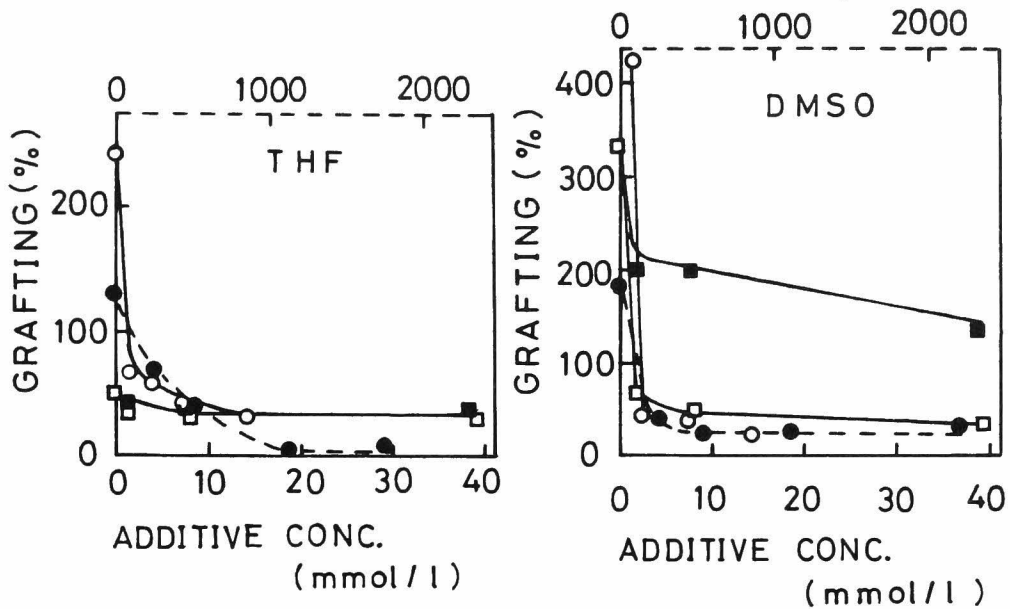 0 1000 2000
THF
GRAFTING (%)
200
100
0
0 10 20 30 40
ADDITIVE CONC.
(mmol/l)
0 1000 2000
DMSO
GRAFTING (%)
400
300
200
100
0
0 10 20 30 40
ADDITIVE CONC.
(mmol/l)